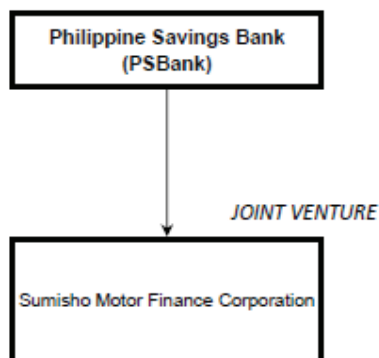 Philippine Savings Bank
(PSBank)
JOINT VENTURE
Sumisho Motor Finance Corporation